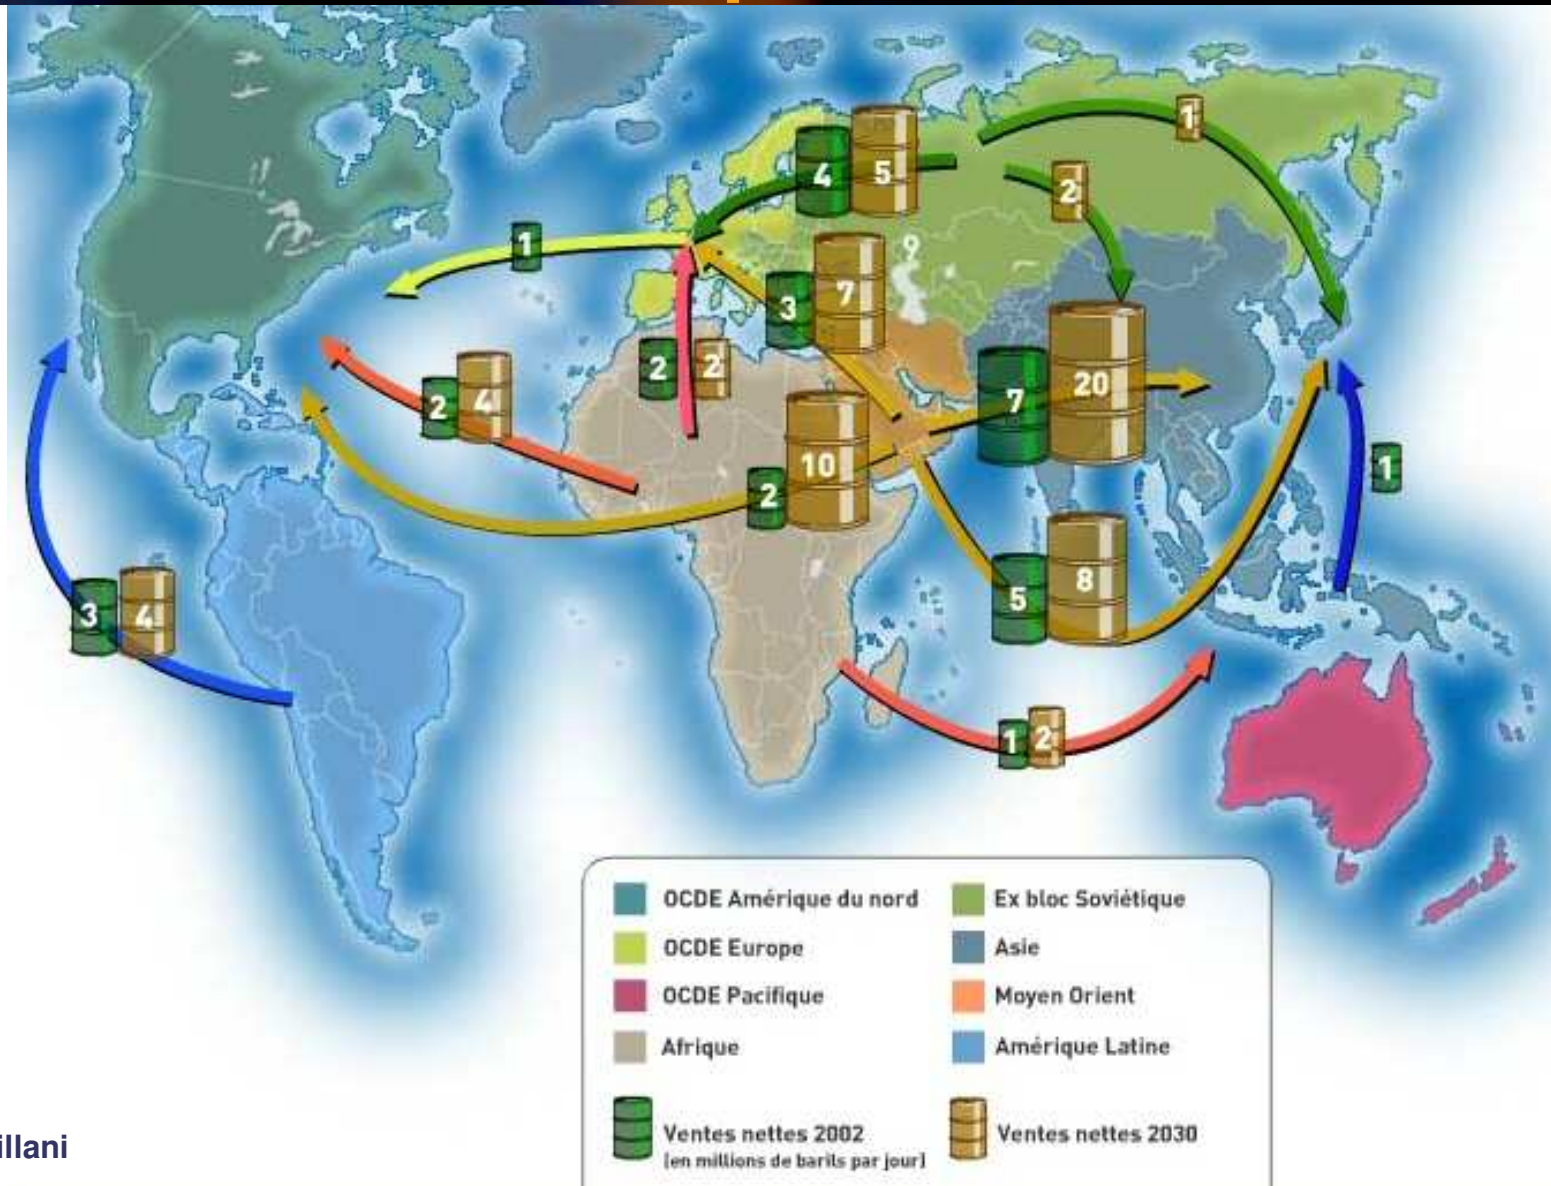 1
4
5
2
9
1
3
7
2
2
2
4
7
20
2
10
1
5
8
3
4
1
2
OCDE Amérique du nord
Ex bloc Soviétique
OCDE Europe
Asie
OCDE Pacifique
Moyen Orient
Afrique
Amérique Latine
Ventes nettes 2002
[en millions de barils par jour]
Ventes nettes 2030
illani